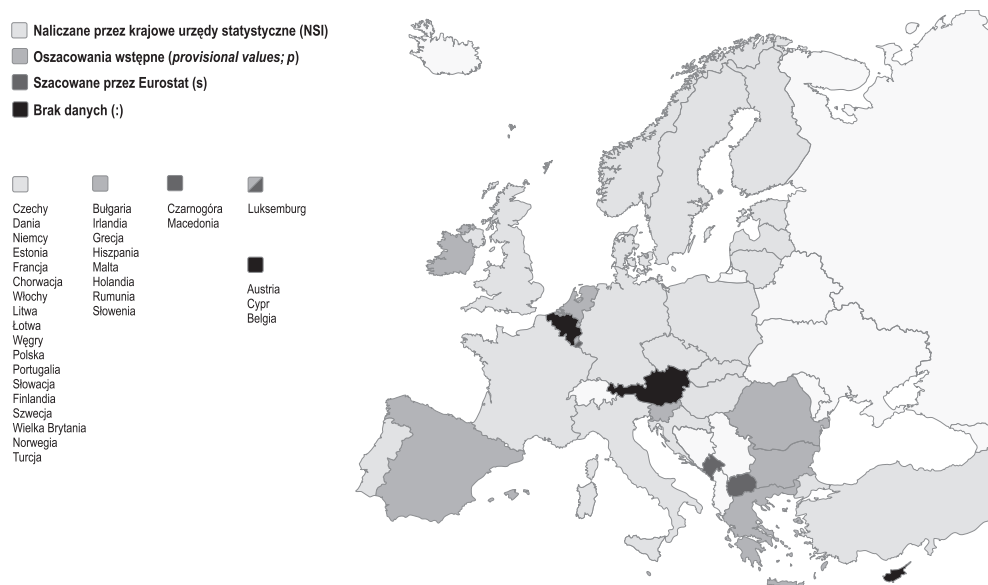 Naliczane przez krajowe urzędy statystyczne (NSI)
Oszacowania wstępne (provisional values; p)
Szacowane przez Eurostat (s)
Brak danych (:)
Czechy
Dania
Niemcy
Estonia
Francja
Chorwacja
Włochy
Litwa
Łotwa
Węgry
Polska
Portugalia
Słowacja
Finlandia
Szwecja
Wielka Brytania
Norwegia
Turcja
Bułgaria
Irlandia
Grecja
Hiszpania
Malta
Holandia
Rumunia
Słowenia
Czarnogóra
Macedonia
Luksemburg
Austria
Cypr
Belgia